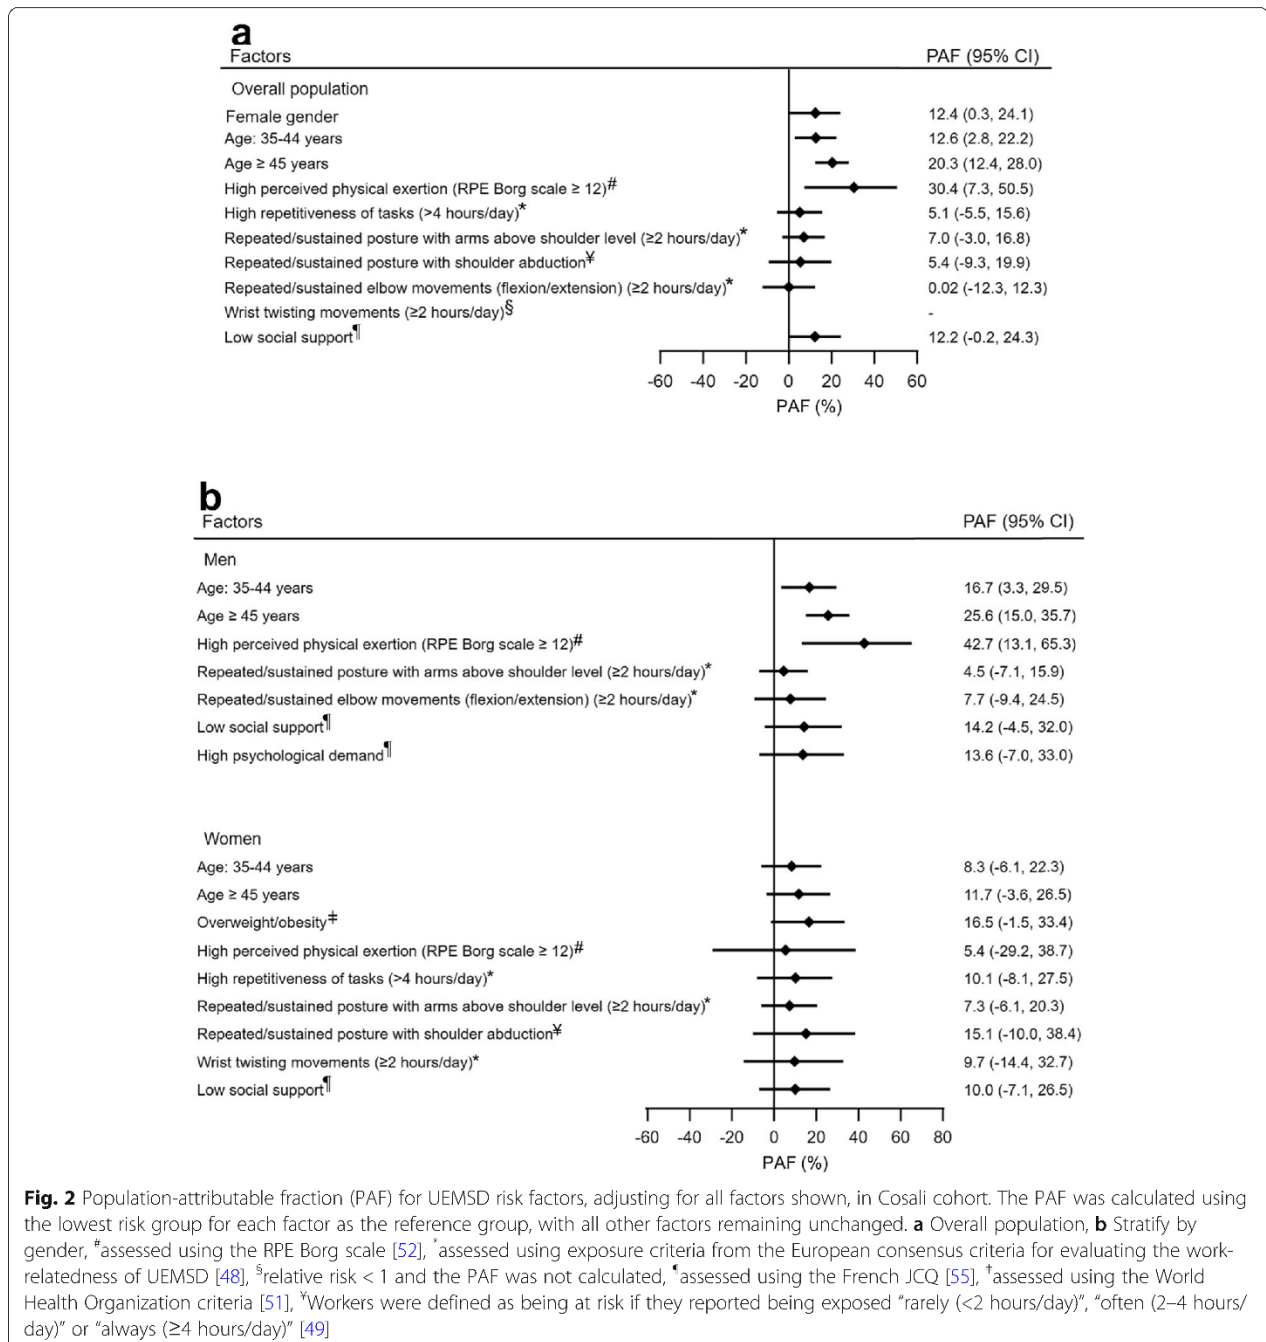 a
Factors PAF (95% CI)
Overall population
Female gender 12.4 (0.3, 24.1)
Age: 35-44 years 12.6 (2.8, 22.2)
Age ≥ 45 years 20.3 (12.4, 28.0)
High perceived physical exertion (RPE Borg scale ≥ 12)# 30.4 (7.3, 50.5)
High repetitiveness of tasks (>4 hours/day)* 5.1 (-5.5, 15.6)
Repeated/sustained posture with arms above shoulder level (≥2 hours/day)* 7.0 (-3.0, 16.8)
Repeated/sustained posture with shoulder abduction¥ 5.4 (-9.3, 19.9)
Repeated/sustained elbow movements (flexion/extension) (≥2 hours/day)* 0.02 (-12.3, 12.3)
Wrist twisting movements (≥2 hours/day)§ -
Low social support¶ 12.2 (-0.2, 24.3)
-60 -40 -20 0 20 40 60
PAF (%)
b
Factors PAF (95% CI)
Men
Age: 35-44 years 16.7 (3.3, 29.5)
Age ≥ 45 years 25.6 (15.0, 35.7)
High perceived physical exertion (RPE Borg scale ≥ 12)# 42.7 (13.1, 65.3)
Repeated/sustained posture with arms above shoulder level (≥2 hours/day)* 4.5 (-7.1, 15.9)
Repeated/sustained elbow movements (flexion/extension) (≥2 hours/day)* 7.7 (-9.4, 24.5)
Low social support¶ 14.2 (-4.5, 32.0)
High psychological demand¶ 13.6 (-7.0, 33.0)
Women
Age: 35-44 years 8.3 (-6.1, 22.3)
Age ≥ 45 years 11.7 (-3.6, 26.5)
Overweight/obesity‡ 16.5 (-1.5, 33.4)
High perceived physical exertion (RPE Borg scale ≥ 12)# 5.4 (-29.2, 38.7)
High repetitiveness of tasks (>4 hours/day)* 10.1 (-8.1, 27.5)
Repeated/sustained posture with arms above shoulder level (≥2 hours/day)* 7.3 (-6.1, 20.3)
Repeated/sustained posture with shoulder abduction¥ 15.1 (-10.0, 38.4)
Wrist twisting movements (≥2 hours/day)* 9.7 (-14.4, 32.7)
Low social support¶ 10.0 (-7.1, 26.5)
-60 -40 -20 0 20 40 60 80
PAF (%)
Fig. 2 Population-attributable fraction (PAF) for UEMSD risk factors, adjusting for all factors shown, in Cosali cohort. The PAF was calculated using
the lowest risk group for each factor as the reference group, with all other factors remaining unchanged. a Overall population, b Stratify by
gender, #assessed using the RPE Borg scale [52], *assessed using exposure criteria from the European consensus criteria for evaluating the work-
relatedness of UEMSD [48], §relative risk < 1 and the PAF was not calculated, ¶assessed using the French JCQ [55], ‡assessed using the World
Health Organization criteria [51], ¥Workers were defined as being at risk if they reported being exposed “rarely (<2 hours/day)”, “often (2–4 hours/
day)” or “always (≥4 hours/day)” [49]